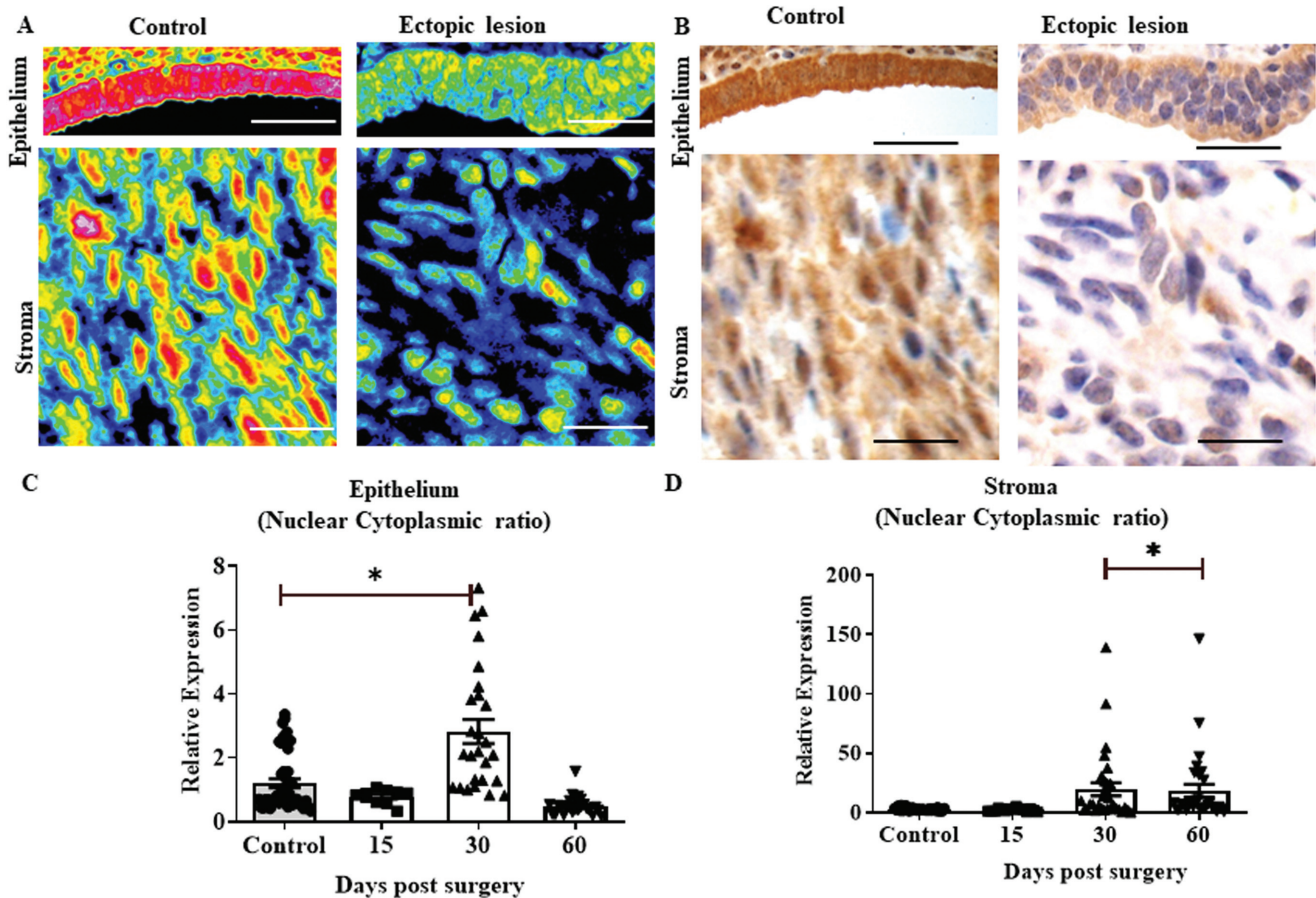 A
Control
Ectopic lesion
Epithelium
Stroma
B
Control
Ectopic lesion
Epithelium
Stroma
C
Epithelium
(Nuclear Cytoplasmic ratio)
Relative Expression
8
6
4
2
0
*
Control
15
30
60
Days post surgery
D
Stroma
(Nuclear Cytoplasmic ratio)
Relative Expression
200
150
100
50
0
*
Control
15
30
60
Days post surgery